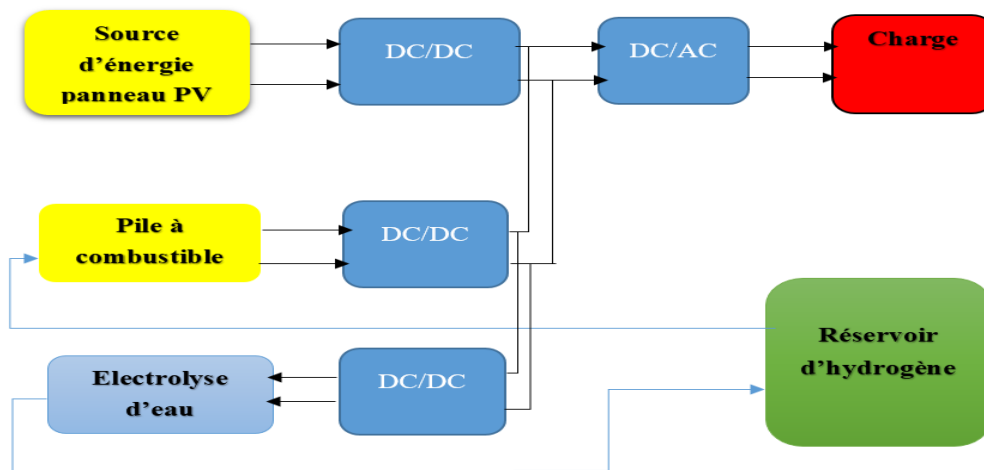 Source
d’énergie
panneau PV
DC/DC
DC/AC
Charge
Pile à
combustible
DC/DC
Réservoir
d’hydrogène
Electrolyse
d’eau
DC/DC